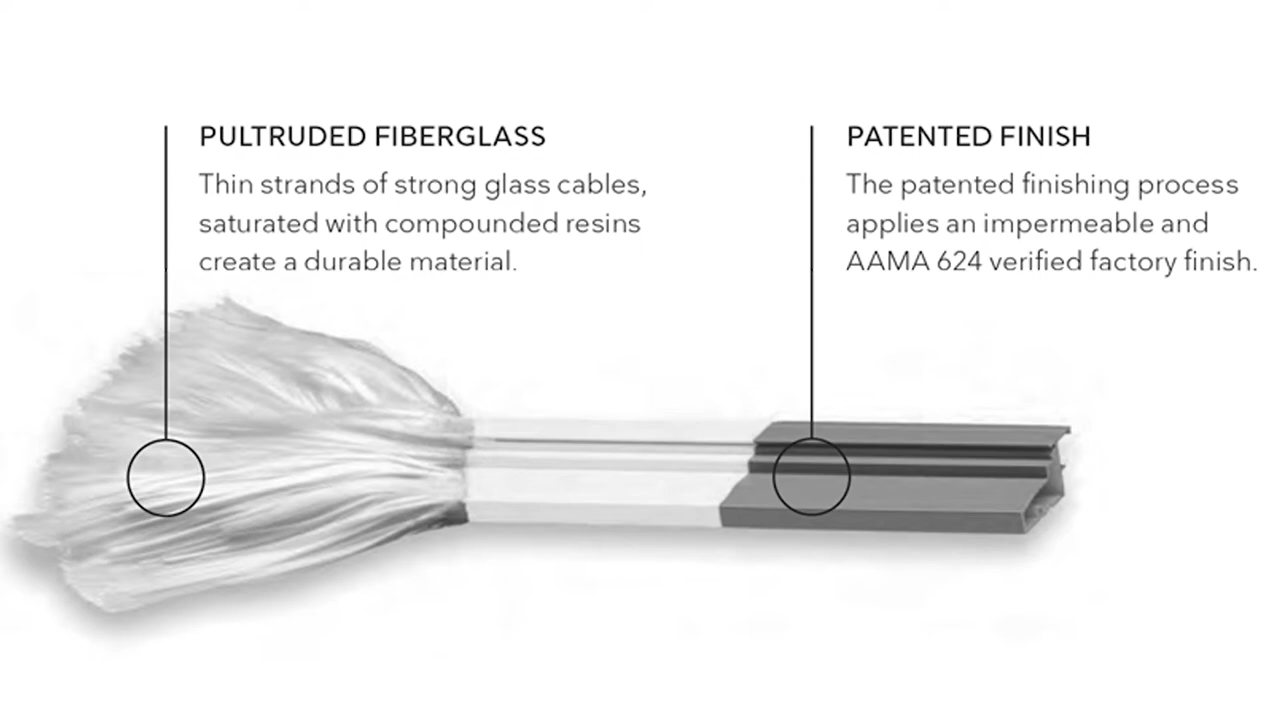 PULTRUDED FIBERGLASS
Thin strands of strong glass cables,
saturated with compounded resins
create a durable material.
PATENTED FINISH
The patented finishing process
applies an impermeable and
AAMA 624 verified factory finish.